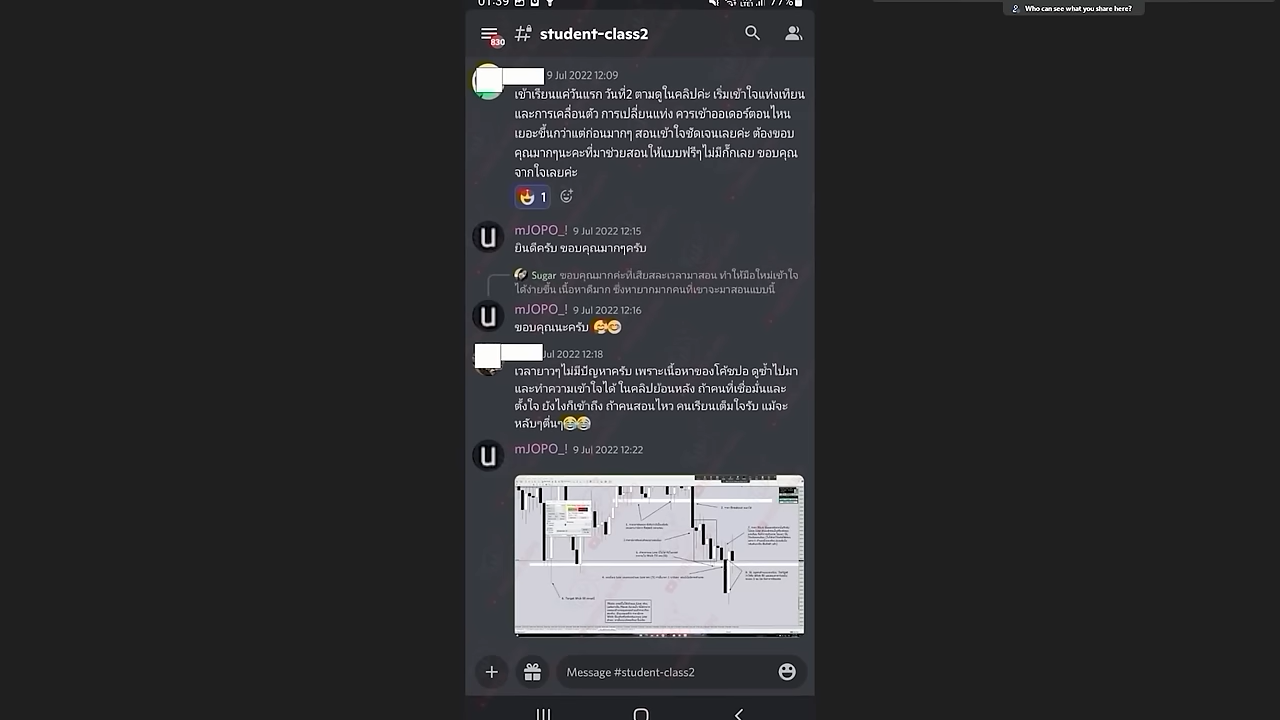 01:39
77%
Who can see what you share here?
830
student-class2
9 Jul 2022 12:09
เข้าเรียนแค่วันแรก วันที่2 ตามดูในคลิปค่ะ เริ่มเข้าใจแท่งเทียน
และการเคลื่อนตัว การเปลี่ยนแท่ง ควรเข้าออเดอร์ตอนไหน
เยอะขึ้นกว่าแต่ก่อนมากๆ สอนเข้าใจชัดเจนเลยค่ะ ต้องขอบ
คุณมากๆนะคะที่มาช่วยสอนให้แบบฟรีๆไม่มีกั๊กเลย ขอบคุณ
จากใจเลยค่ะ
1
mJOPO_! 9 Jul 2022 12:15
ยินดีครับ ขอบคุณมากๆครับ
Sugar ขอบคุณมากค่ะที่เสียสละเวลามาสอน ทำให้มือใหม่เข้าใจ
ได้ง่ายขึ้น เนื้อหาดีมาก ซึ่งหายากมากคนที่เขาจะมาสอนแบบนี้
mJOPO_! 9 Jul 2022 12:16
ขอบคุณนะครับ
Jul 2022 12:18
เวลายาวๆไม่มีปัญหาครับ เพราะเนื้อหาของโค้ชปอ ดูซ้ำไปมา
และทำความเข้าใจได้ ในคลิปย้อนหลัง ถ้าคนที่เชื่อมั่นและ
ตั้งใจ ยังไงก็เข้าถึง ถ้าคนสอนไหว คนเรียนเต็มใจรับ แม้จะ
หลับๆตื่นๆ
mJOPO_! 9 Jul 2022 12:22
Message #student-class2